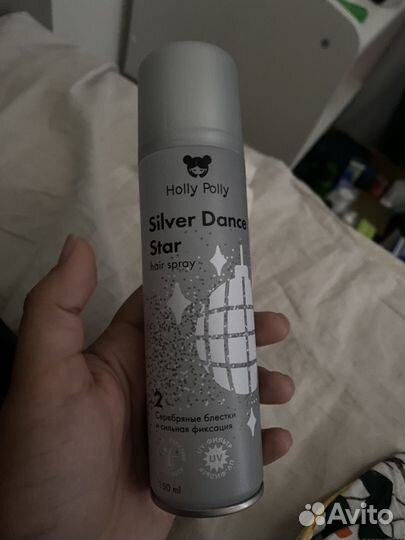 Holly Polly
Silver Dance
Star
hair spray
2
Серебряные блестки
и сильная фиксация
UV
150 ml
Avito